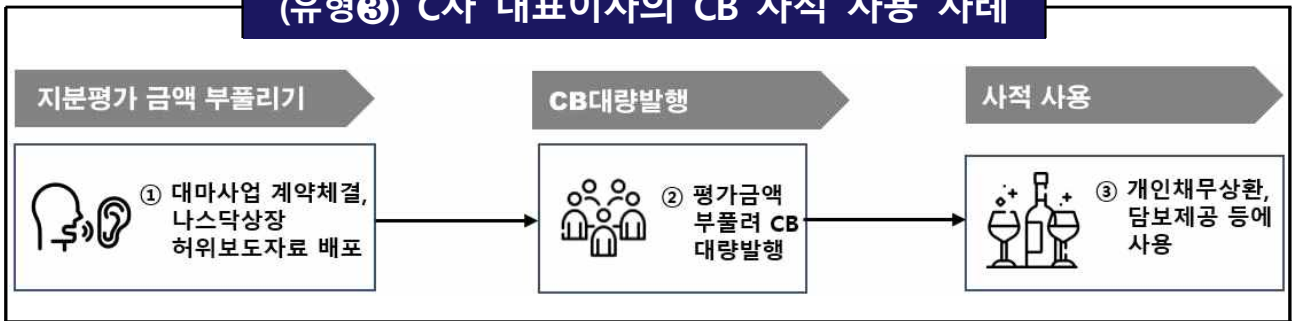 (유형❸) C사 대표이사의 CB 사적 사용 사례
지분평가 금액 부풀리기
① 대마사업 계약체결,
나스닥상장
허위보도자료 배포
CB대량발행
② 평가금액
부풀려 CB
대량발행
사적 사용
③ 개인채무상환,
담보제공 등에
사용